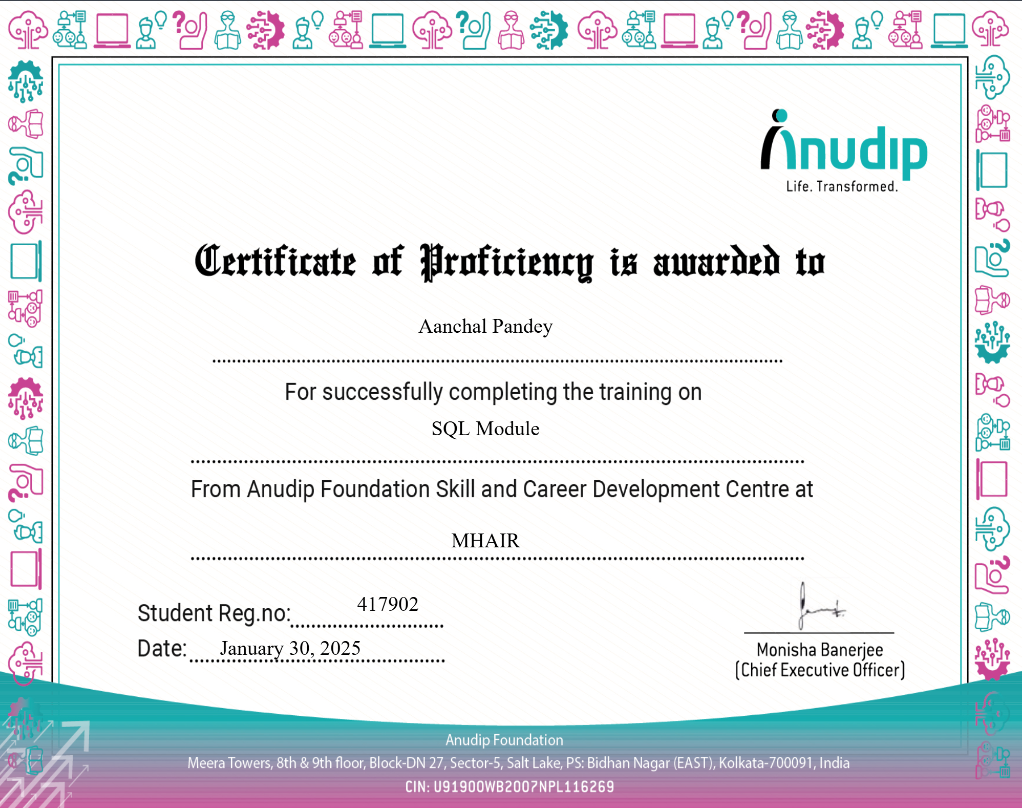 Anudip
Life. Transformed.
Certificate of Proficiency is awarded to
Aanchal Pandey
For successfully completing the training on
SQL Module
From Anudip Foundation Skill and Career Development Centre at
MHAIR
Student Reg.no: 417902
Date: January 30, 2025
Monisha Banerjee
(Chief Executive Officer)
Anudip Foundation
Meera Towers, 8th & 9th floor, Block-DN 27, Sector-5, Salt Lake, PS: Bidhan Nagar (EAST), Kolkata-700091, India
CIN: U91900WB2007NPL116269